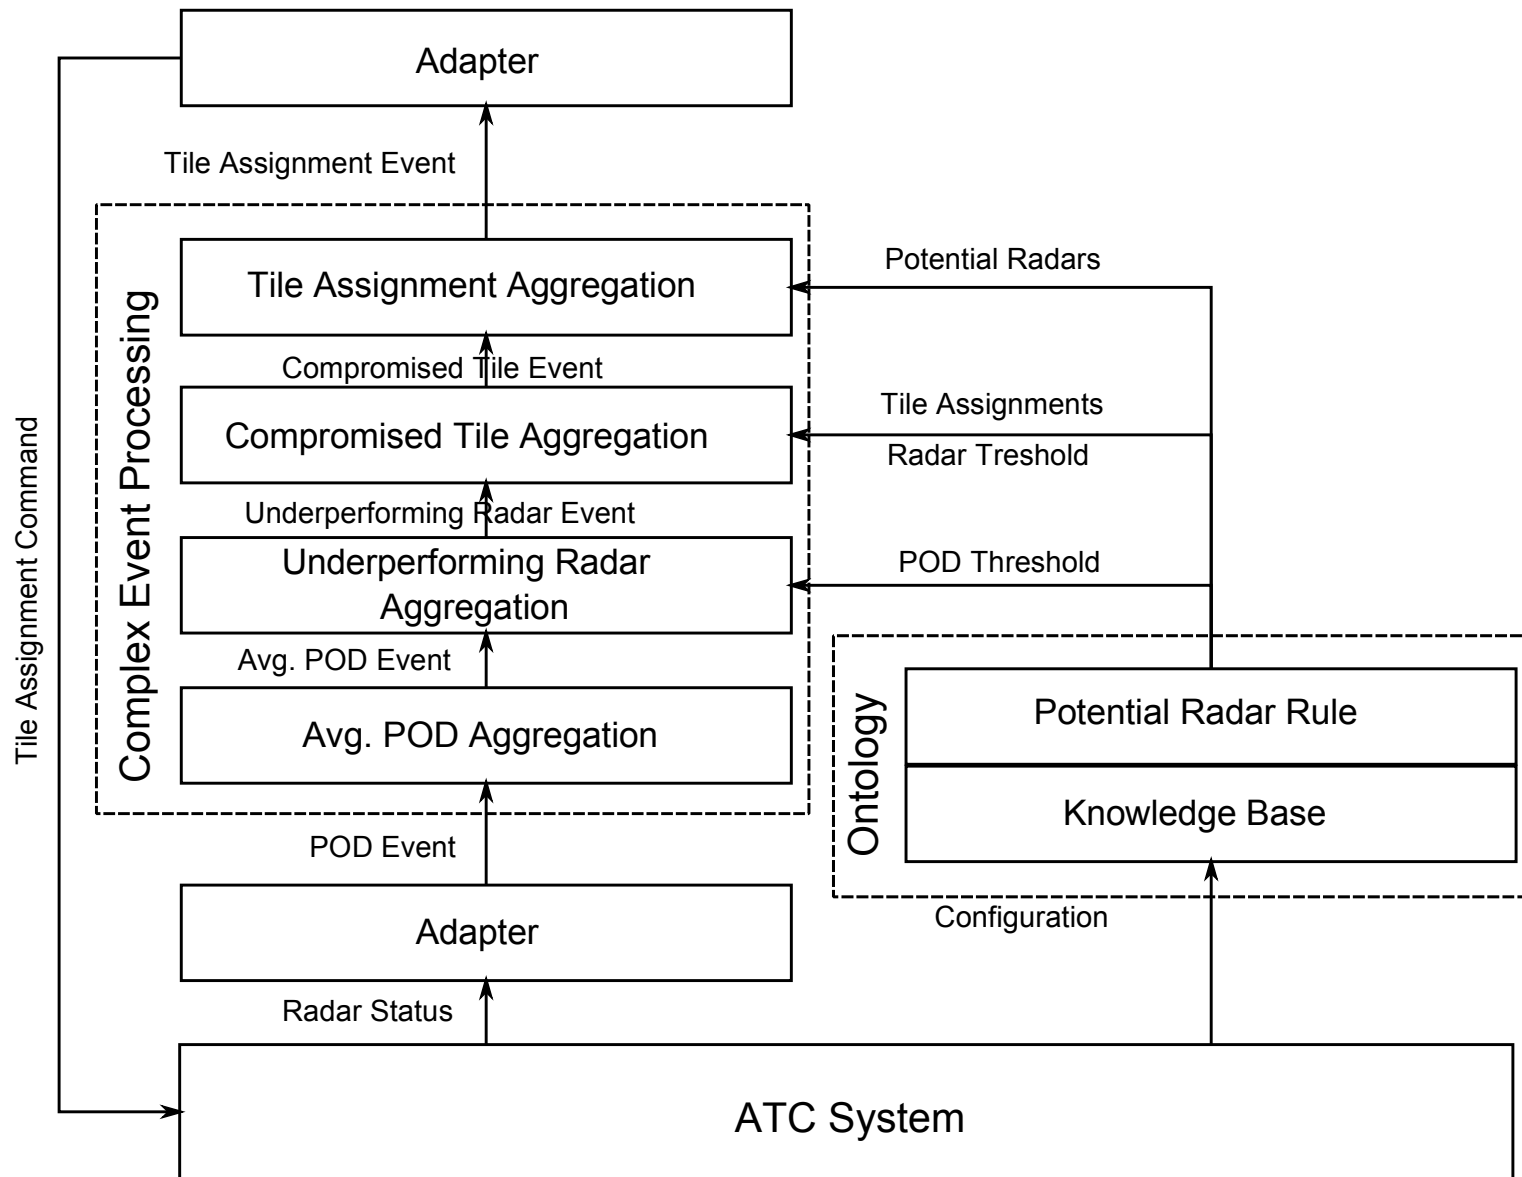 Adapter
Tile Assignment Event
Potential Radars
Tile Assignment Aggregation
Compromised Tile Event
Tile Assignments
Compromised Tile Aggregation
Radar Treshold
Underperforming Radar Event
Underperforming Radar
Aggregation
POD Threshold
Avg. POD Event
Avg. POD Aggregation
Complex Event Processing
Tile Assignment Command
Potential Radar Rule
Knowledge Base
Ontology
POD Event
Configuration
Adapter
Radar Status
ATC System